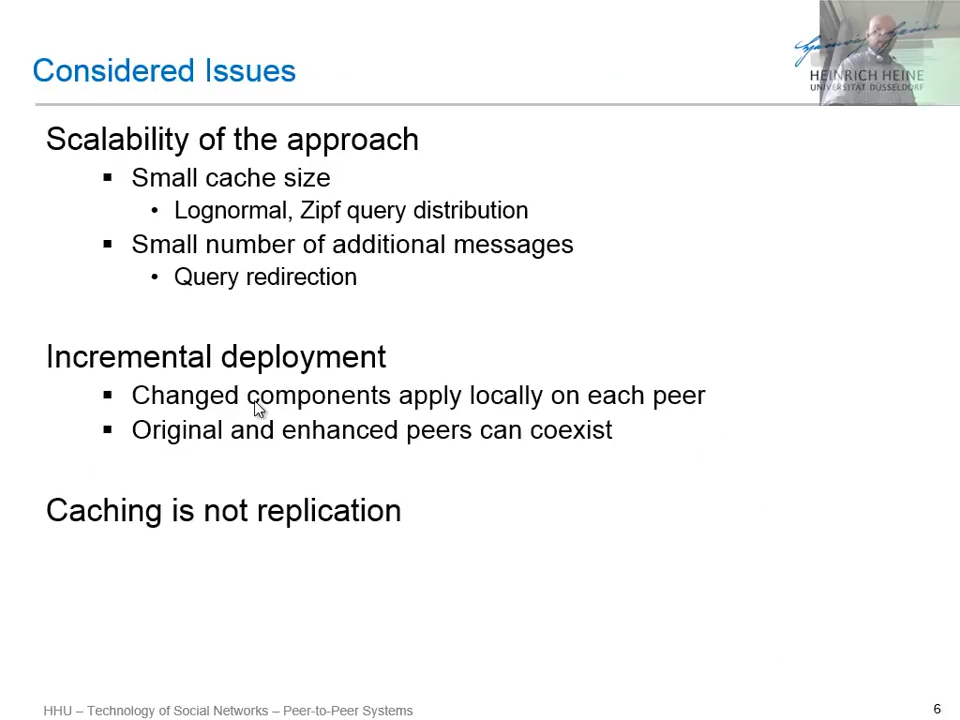 Considered Issues
HEINRICH HEINE
UNIVERSITÄT DÜSSELDORF
Scalability of the approach
▪ Small cache size
• Lognormal, Zipf query distribution
▪ Small number of additional messages
• Query redirection
Incremental deployment
▪ Changed components apply locally on each peer
▪ Original and enhanced peers can coexist
Caching is not replication
HHU – Technology of Social Networks – Peer-to-Peer Systems
6